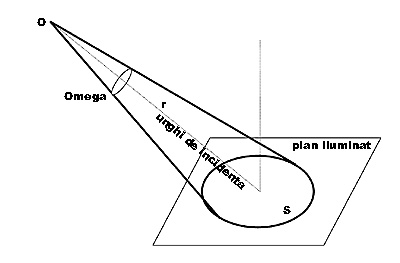 O
Omega
r
unghi de incidenta
plan iluminat
S